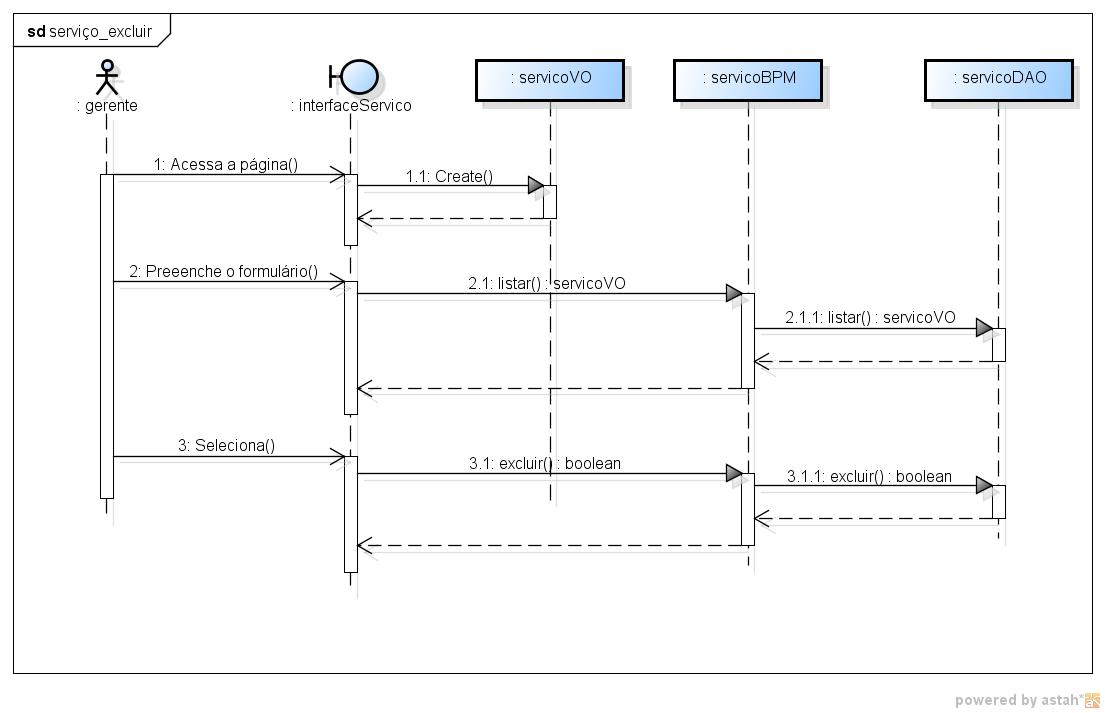 sd serviço_excluir
: gerente
: interfaceServico
: servicoVO
: servicoBPM
: servicoDAO
1: Acessa a página()
1.1: Create()
2: Preeenche o formulário()
2.1: listar() : servicoVO
2.1.1: listar() : servicoVO
3: Seleciona()
3.1: excluir() : boolean
3.1.1: excluir() : boolean
powered by astah*